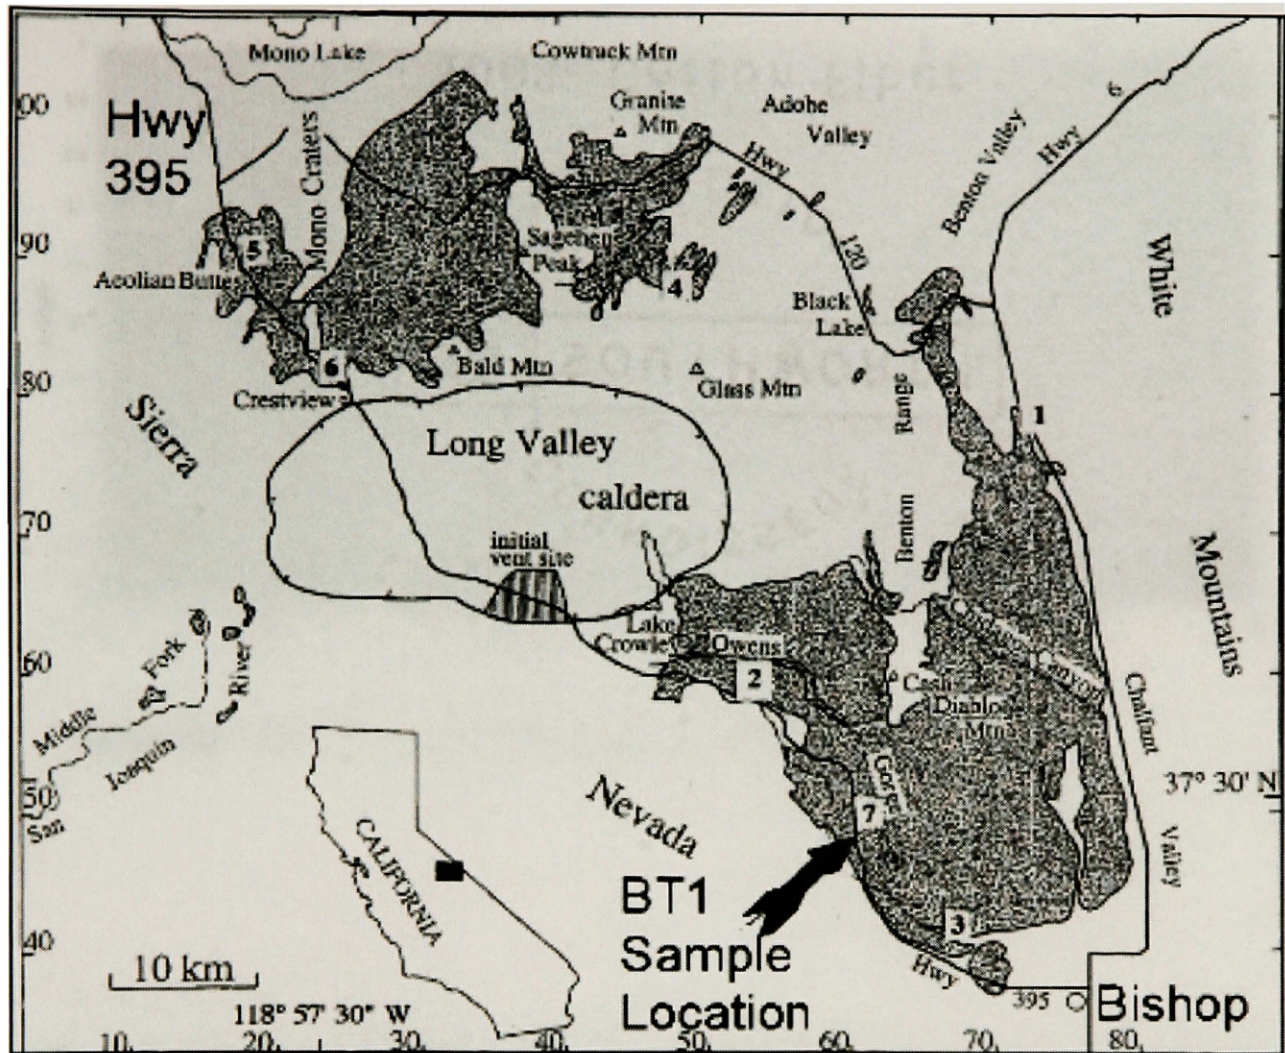 Mono Lake
Cowtruck Mtn
Granite
Mtn
Adobe
Valley
Hwy
395
Mono Craters
Hwy
120
Benton Valley
Hwy
6
00
90
80
70
60
50
40
5
Aeolian Buttes
Sagehen
Peak
4
Black
Lake
White
Mountains
6
Bald Mtn
Glass Mtn
Crestview
Sierra
Nevada
Long Valley
caldera
Range
Benton
1
initial
vent site
Lake
Crowley
Owens
Gorge
2
Casa
Diablo
Mtn
Canyon
Chalfant
Valley
Middle
Fork
San
Joaquin
River
37° 30' N
7
3
CALIFORNIA
BT1
Sample
Location
Hwy
395
Bishop
10 km
118° 57' 30" W
10.
20.
30.
40.
50.
60.
70.
80.